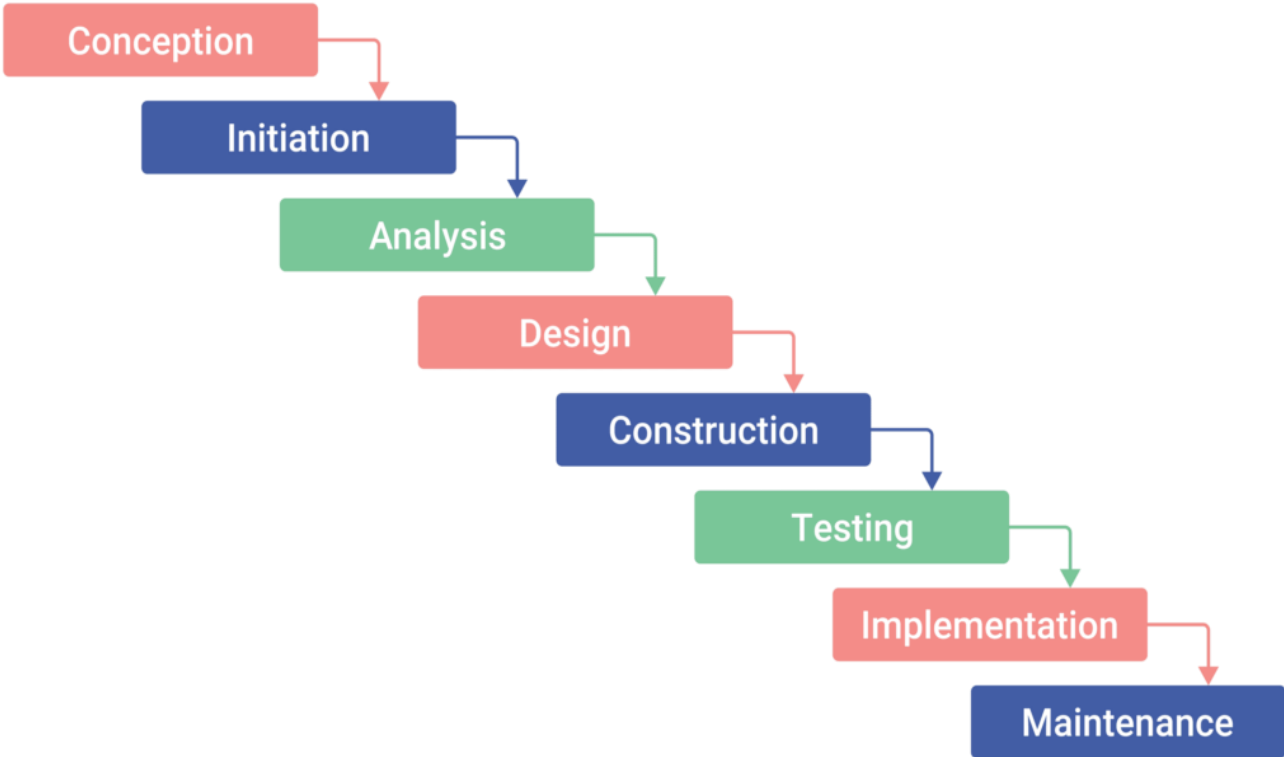 Conception
Initiation
Analysis
Design
Construction
Testing
Implementation
Maintenance